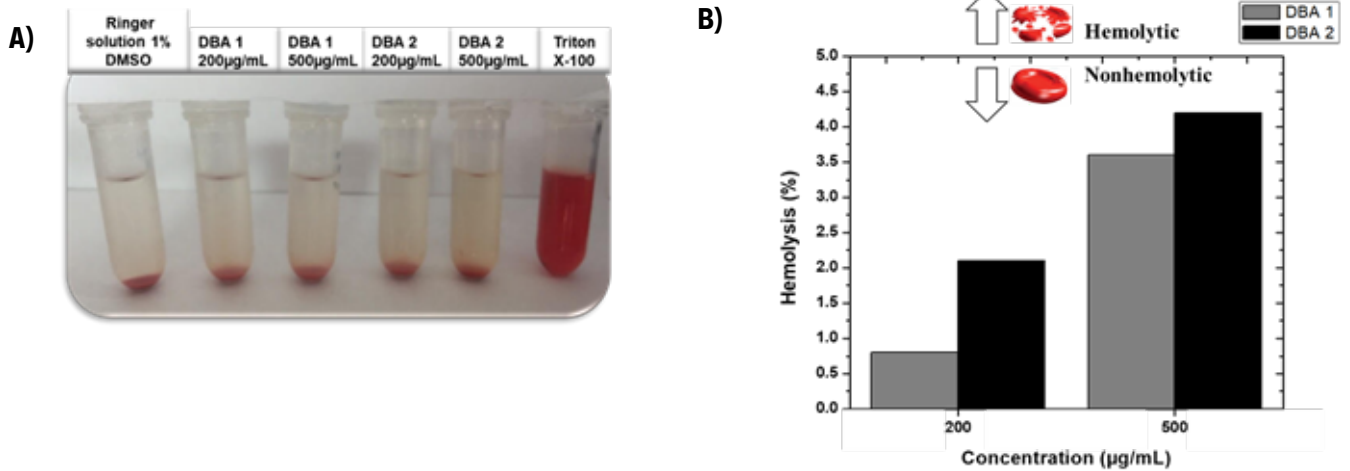 A)
Ringer
solution 1%
DMSO
DBA 1
200µg/mL
DBA 1
500µg/mL
DBA 2
200µg/mL
DBA 2
500µg/mL
Triton
X-100
B)
Hemolytic
Nonhemolytic
DBA 1
DBA 2
5.0
4.5
4.0
3.5
3.0
2.5
2.0
1.5
1.0
0.5
0.0
Hemolysis (%)
200
500
Concentration (µg/mL)